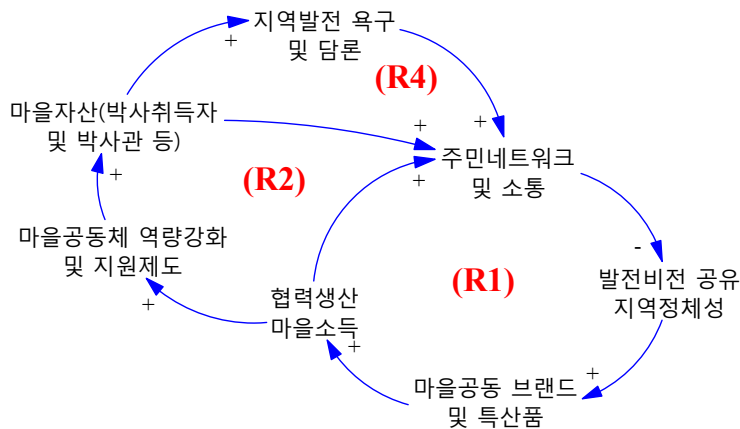 지역발전 욕구
및 담론
+
-
(R4)
마을자산(박사취득자
및 박사관 등)
+
+
+
주민네트워크
및 소통
+
(R2)
마을공동체 역량강화
및 지원제도
+
-
발전비전 공유
지역정체성
(R1)
협력생산
마을소득
+
+
마을공동 브랜드
및 특산품